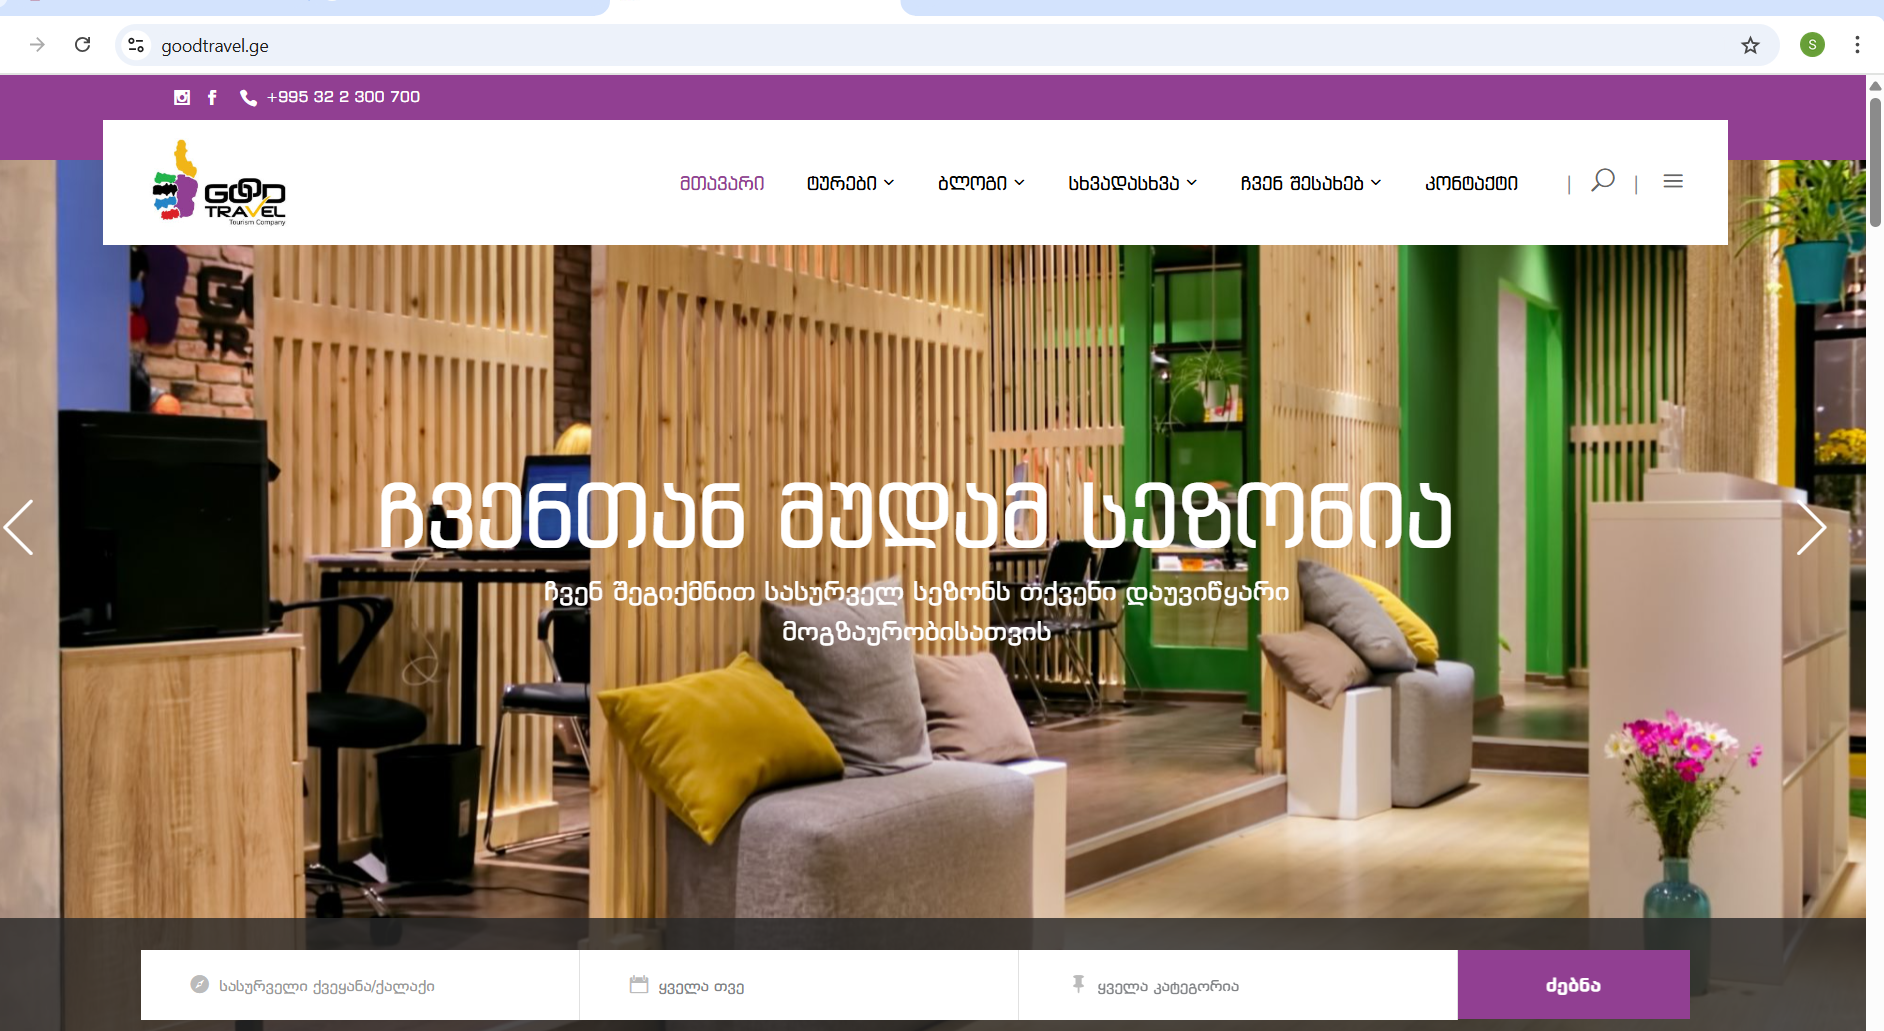 goodtravel.ge
S
+995 32 2 300 700
GOOD
TRAVEL
Tourism Company
მთავარი
ტურები
ბლოგი
სხვადასხვა
ჩვენ შესახებ
კონტაქტი
ჩვენთან მუდამ სეზონია
ჩვენ შეგიქმნით სასურველ სეზონს თქვენი დაუვიწყარი
მოგზაურობისათვის
სასურველი ქვეყანა/ქალაქი
ყველა თვე
ყველა კატეგორია
ძებნა